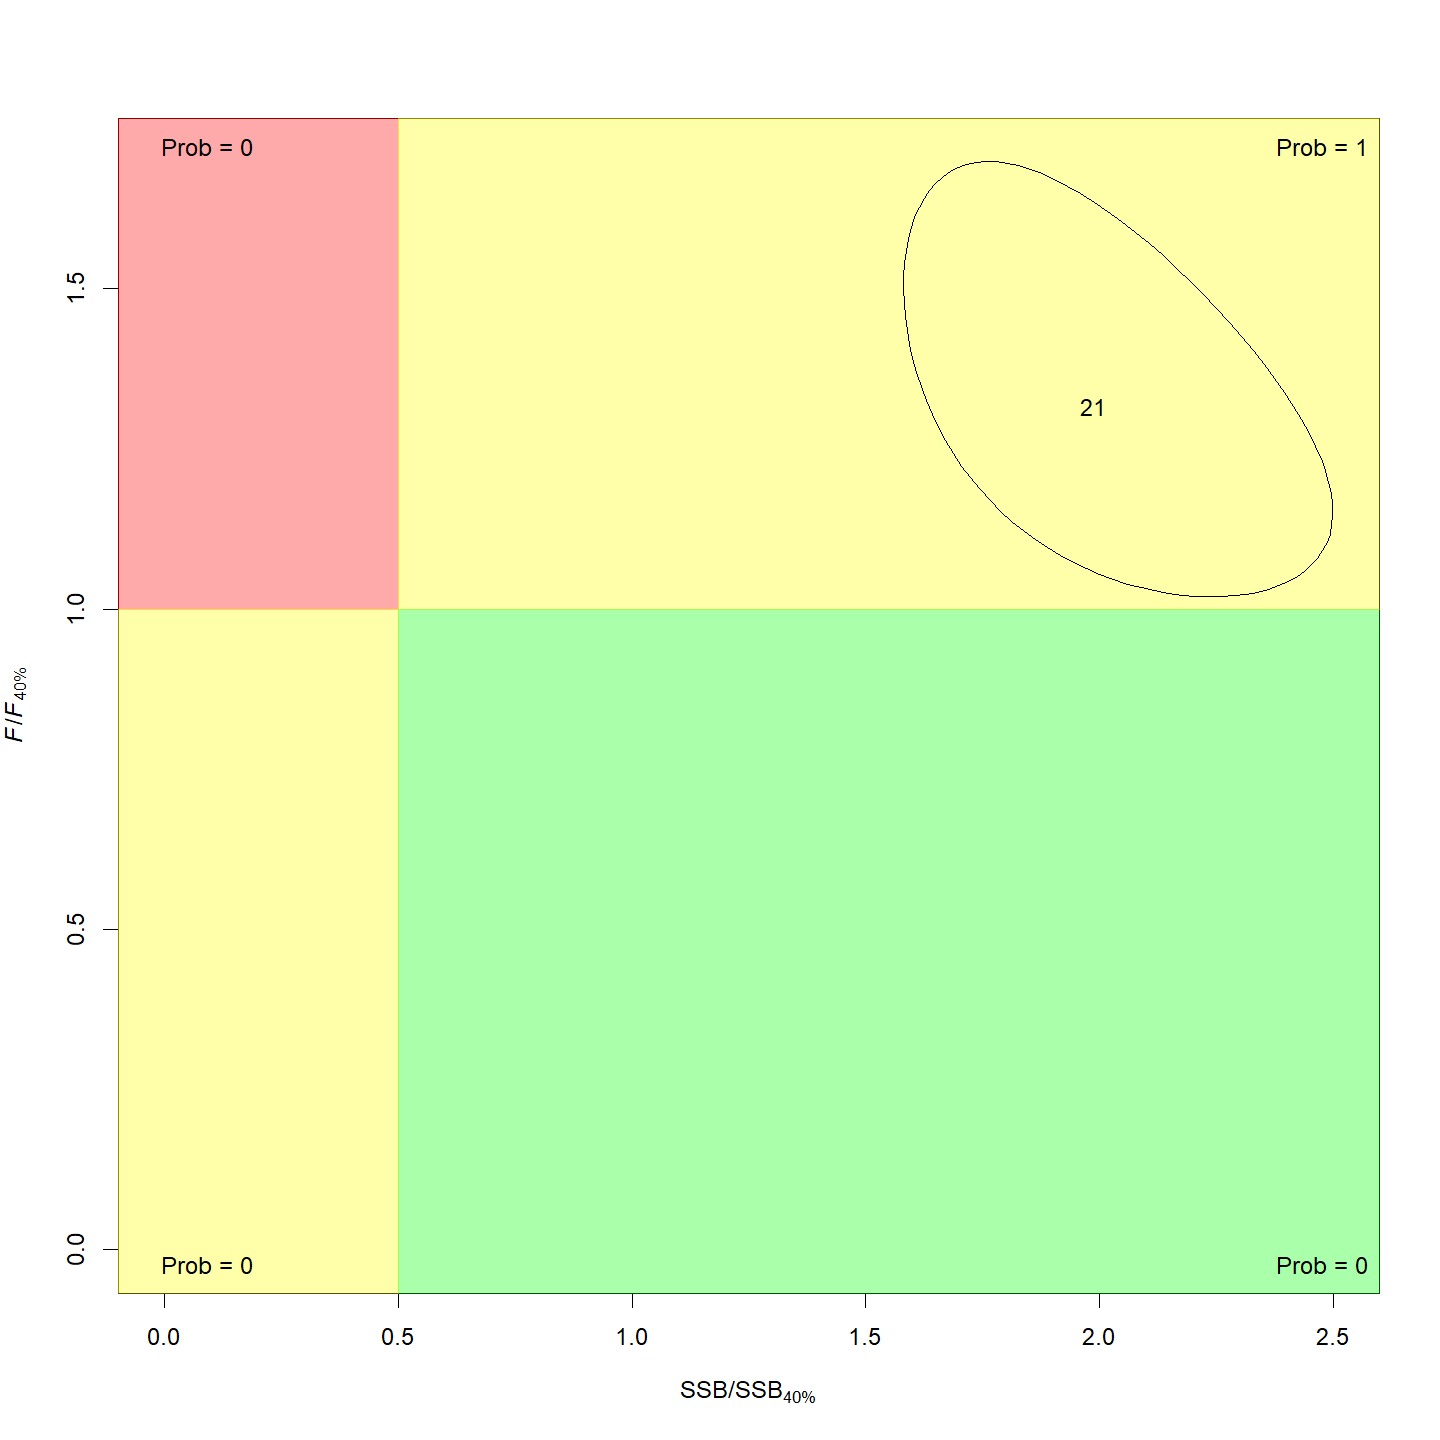 Prob = 0
Prob = 1
1.5
21
1.0
F/F40%
0.5
0.0
Prob = 0
Prob = 0
0.0 0.5 1.0 1.5 2.0 2.5
SSB/SSB40%